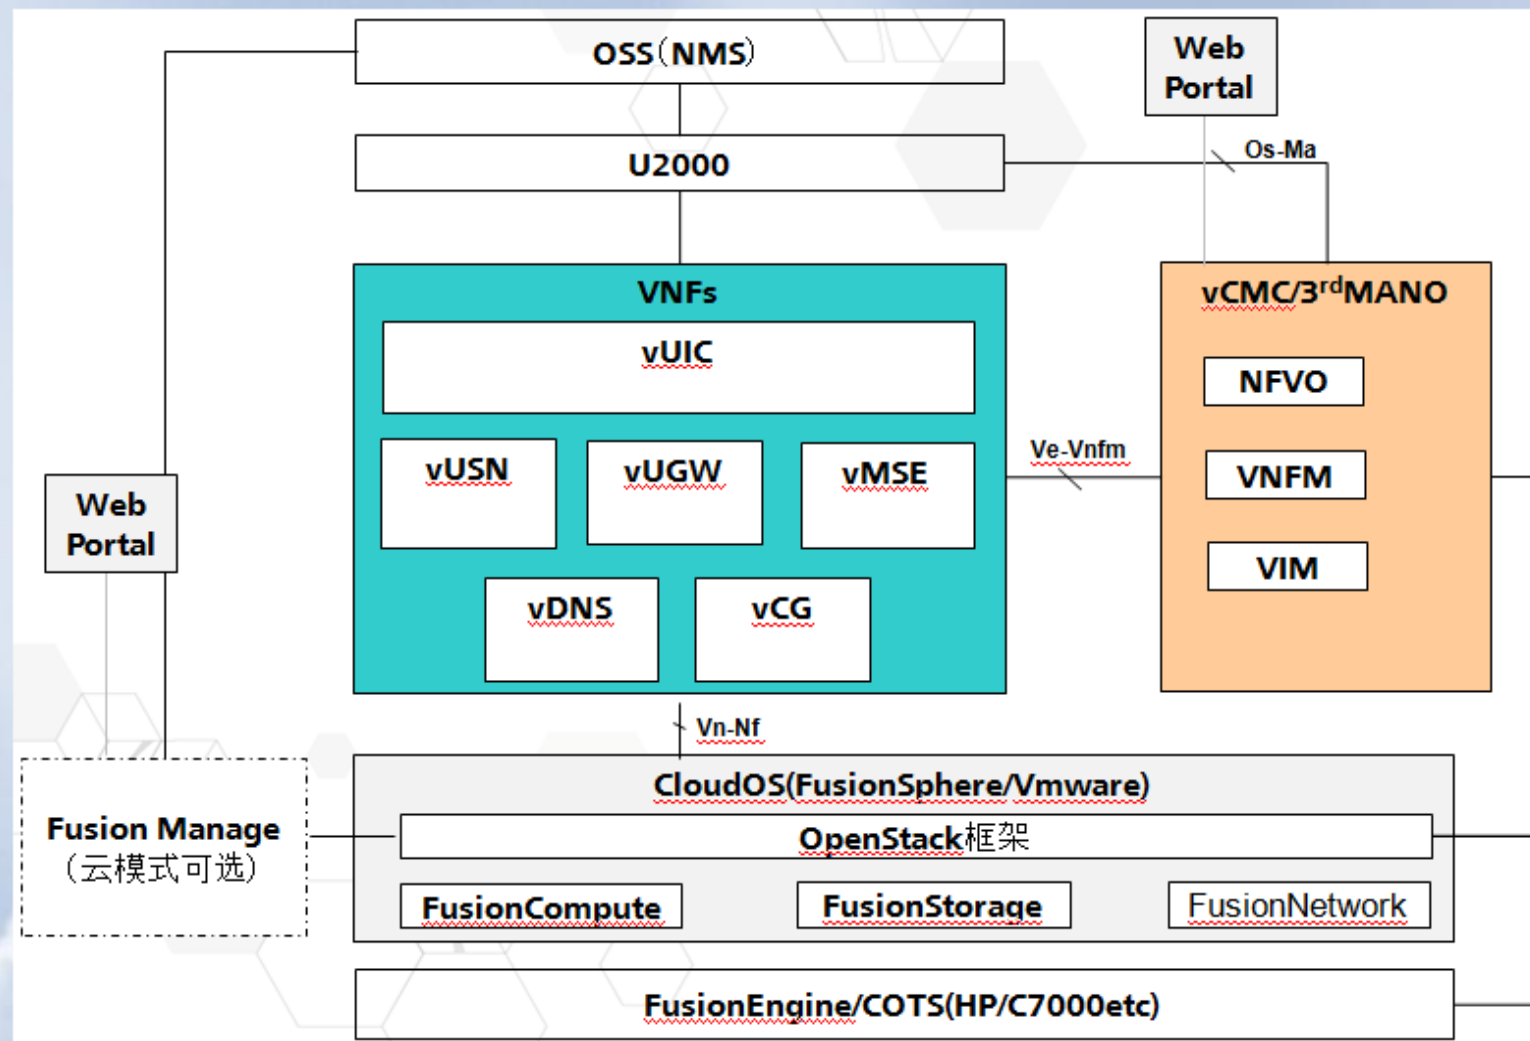 OSS（NMS）
Web
Portal
U2000
Os-Ma
VNFs
vUIC
vUSN
vUGW
vMSE
vDNS
vCG
Ve-Vnfm
vCMC/3rdMANO
NFVO
VNFM
VIM
Web
Portal
Vn-Nf
Fusion Manage
（云模式可选）
CloudOS(FusionSphere/Vmware)
OpenStack框架
FusionCompute
FusionStorage
FusionNetwork
FusionEngine/COTS(HP/C7000etc)